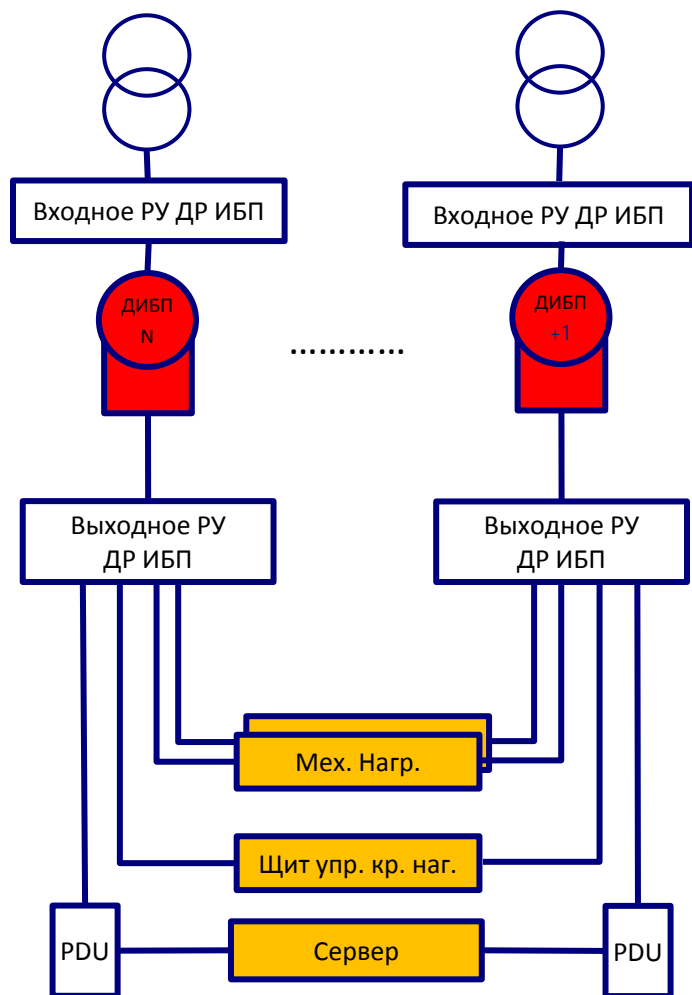 Входное РУ ДР ИБП
Входное РУ ДР ИБП
ДИБП
N
ДИБП
+1
………….
Выходное РУ
ДР ИБП
Выходное РУ
ДР ИБП
Мех. Нагр.
Щит упр. кр. наг.
PDU
Сервер
PDU